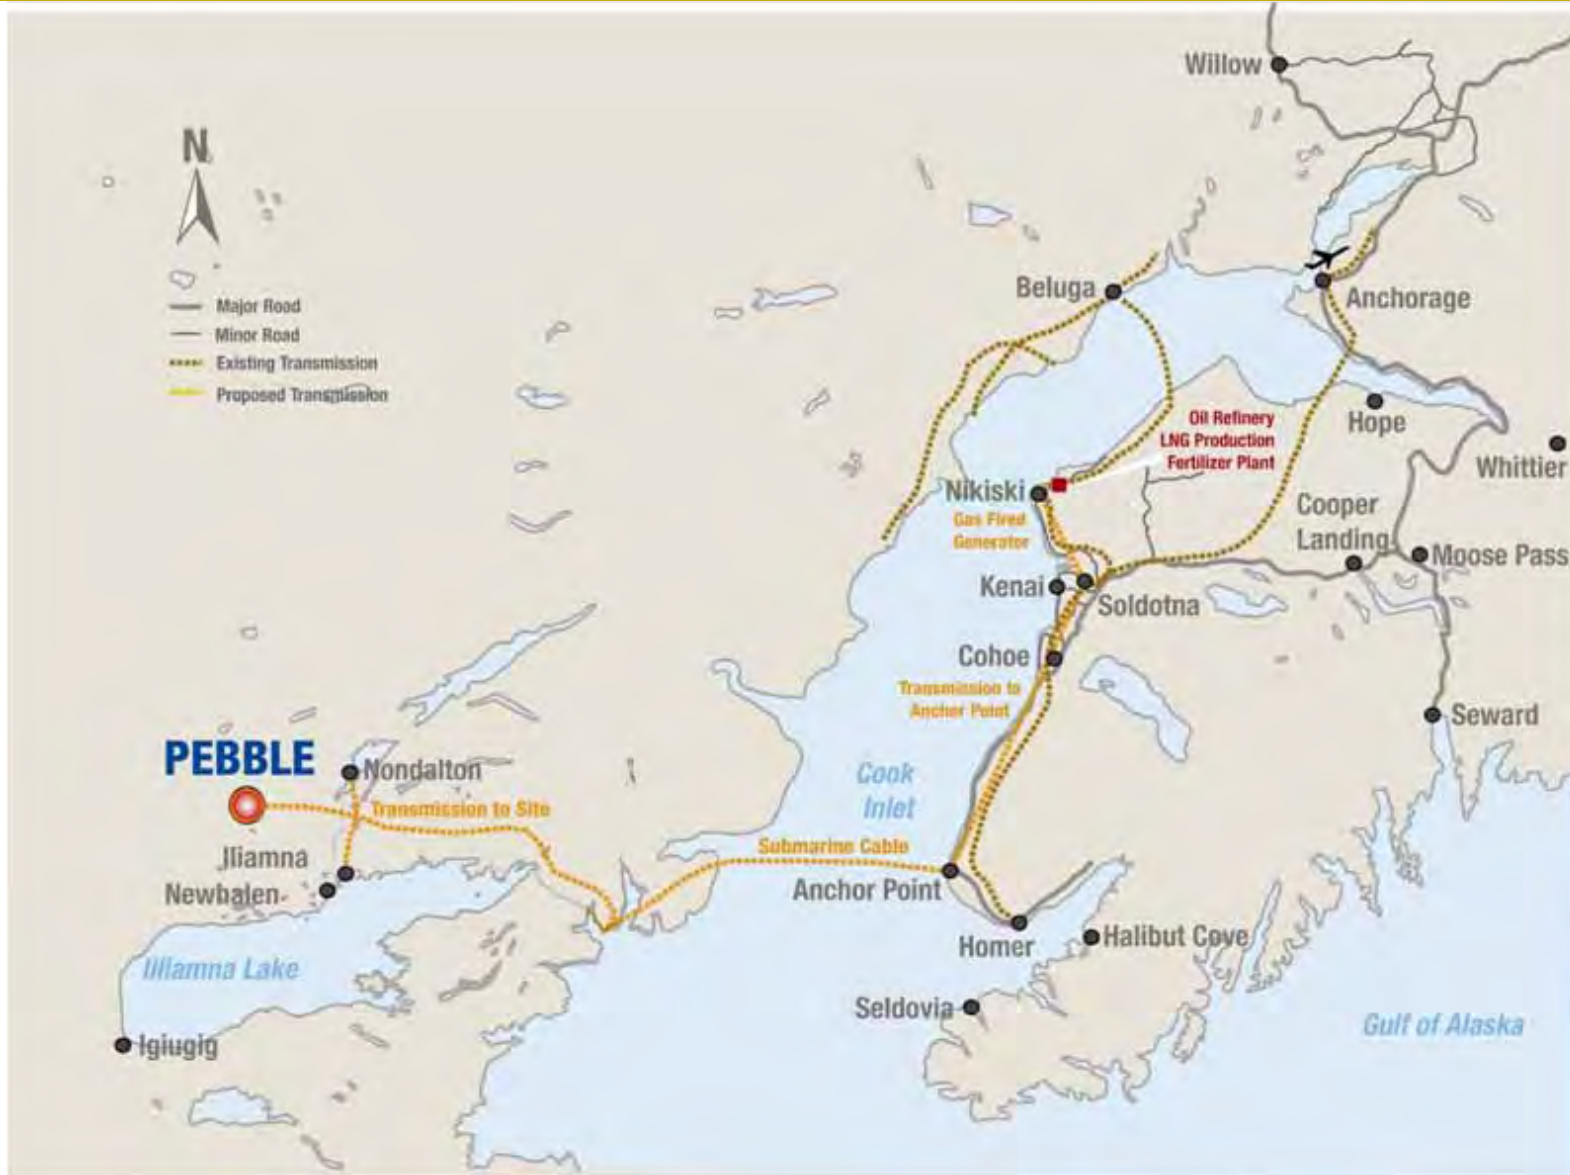 Willow
N
Beluga
Anchorage
Major Road
Minor Road
Existing Transmission
Proposed Transmission
Hope
Oil Refinery
LNG Production
Fertilizer Plant
Whittier
Nikiski
Gas Fired
Generator
Cooper
Landing
Moose Pass
Kenai
Soldotna
Cohoe
Transmission to
Anchor Point
Seward
PEBBLE
Nondalton
Cook
Inlet
Transmission to Site
Submarine Cable
Iliamna
Newhalen
Anchor Point
Homer
Halibut Cove
Illiamna Lake
Seldovia
Gulf of Alaska
Igiugig